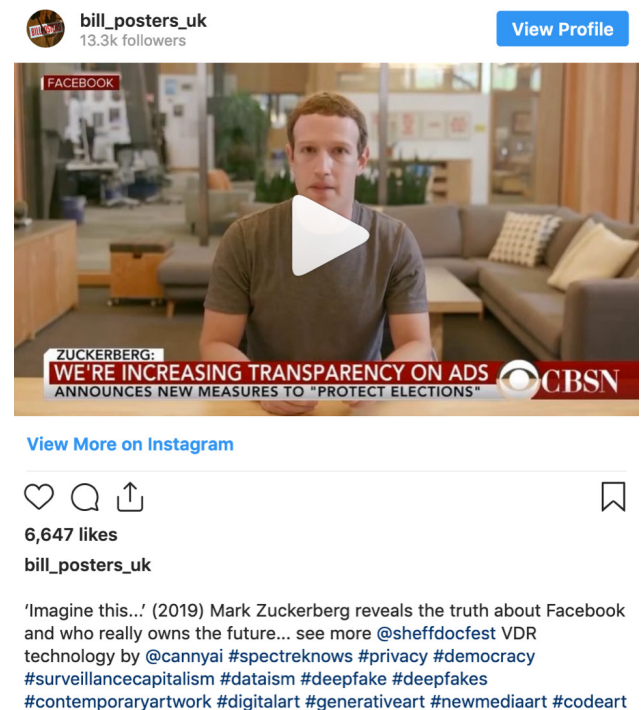 bill_posters_uk
13.3k followers
View Profile
FACEBOOK
ZUCKERBERG:
WE'RE INCREASING TRANSPARENCY ON ADS
ANNOUNCES NEW MEASURES TO "PROTECT ELECTIONS"
CBSN
View More on Instagram
6,647 likes
bill_posters_uk
‘Imagine this...’ (2019) Mark Zuckerberg reveals the truth about Facebook
and who really owns the future... see more @sheffdocfest VDR
technology by @cannyai #spectreknows #privacy #democracy
#surveillancecapitalism #dataism #deepfake #deepfakes
#contemporaryartwork #digitalart #generativeart #newmediaart #codeart